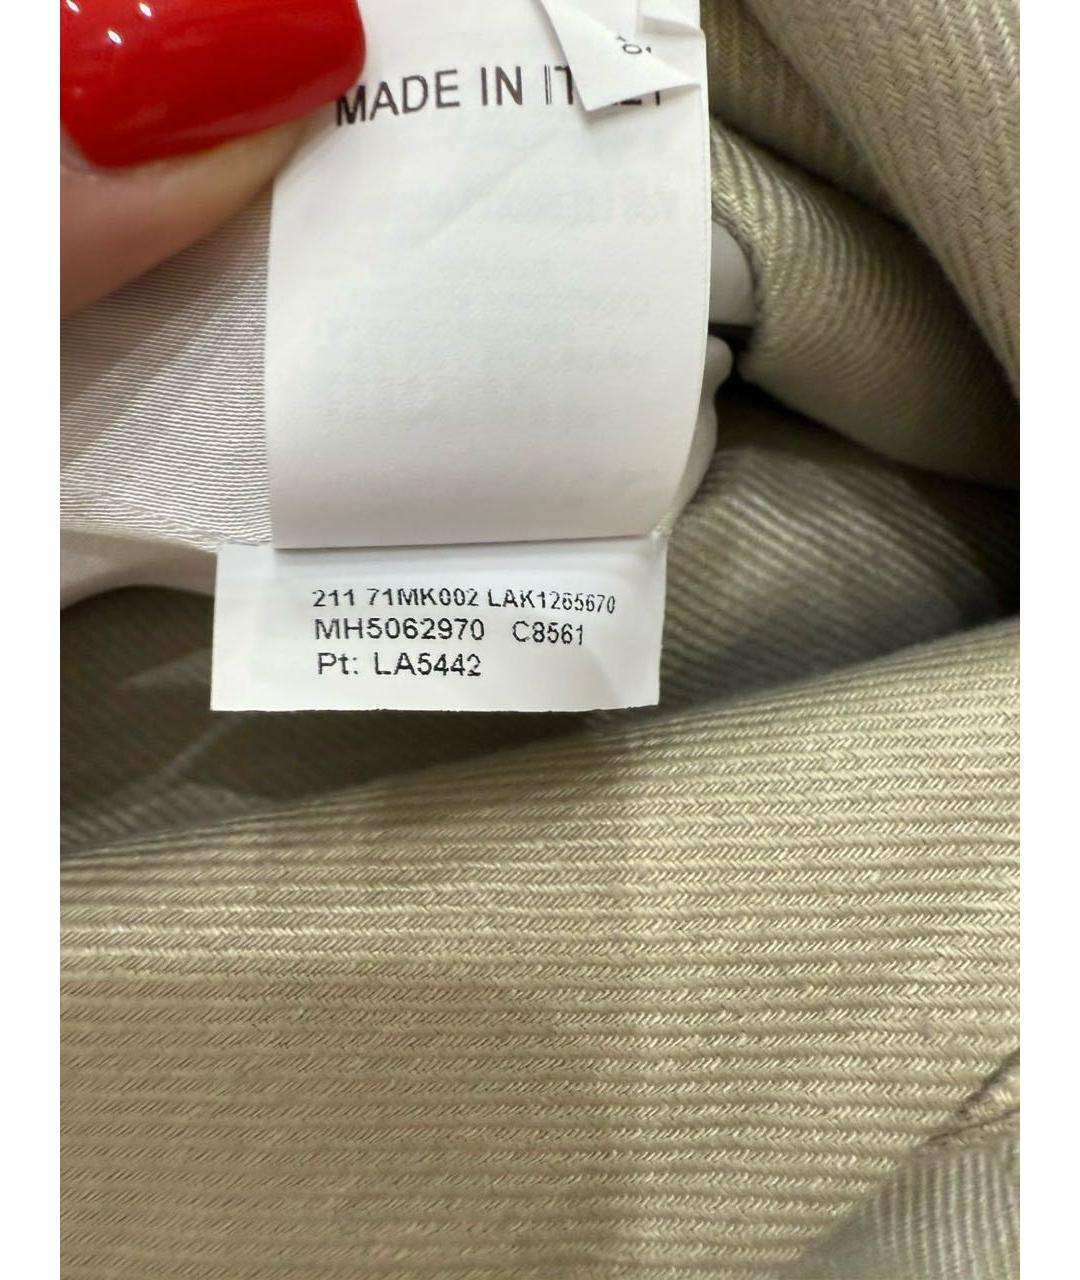 MADE IN
211 71MK002 LAK1265670
MH5062970 C8561
Pt: LA5442